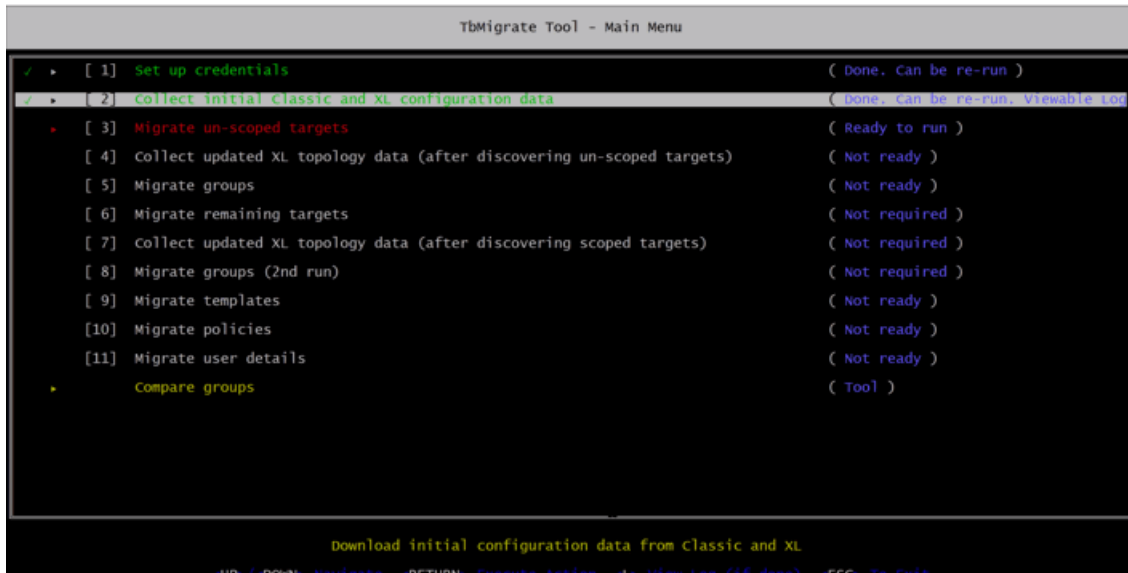 TbMigrate Tool - Main Menu
✓ ▸ [ 1] Set up credentials ( Done. Can be re-run )
✓ ▸ [ 2] Collect initial Classic and XL configuration data ( Done. Can be re-run, Viewable Log
▸ [ 3] Migrate un-scoped targets ( Ready to run )
[ 4] Collect updated XL topology data (after discovering un-scoped targets) ( Not ready )
[ 5] Migrate groups ( Not ready )
[ 6] Migrate remaining targets ( Not required )
[ 7] Collect updated XL topology data (after discovering scoped targets) ( Not required )
[ 8] Migrate groups (2nd run) ( Not required )
[ 9] Migrate templates ( Not ready )
[10] Migrate policies ( Not ready )
[11] Migrate user details ( Not ready )
▸ Compare groups ( Tool )
Download initial configuration data from Classic and XL